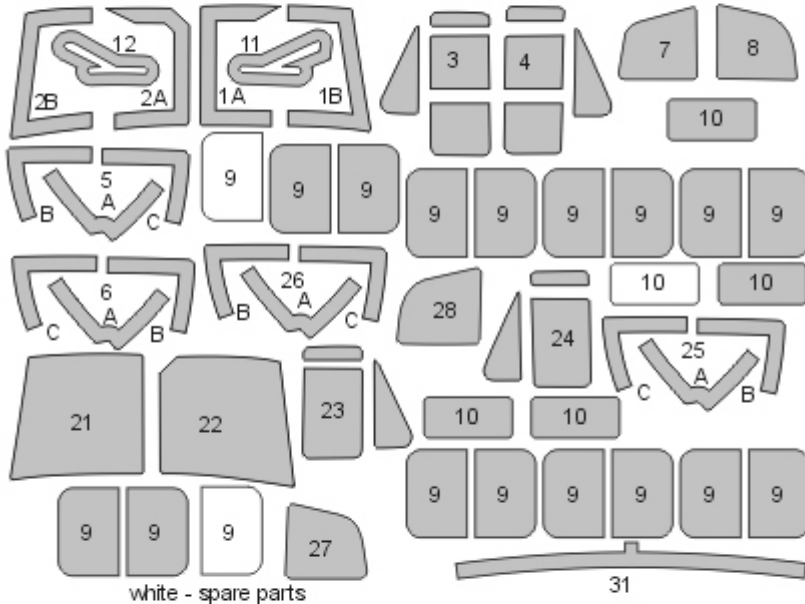 12 11 3 4 7 8
2B 2A 1A 1B 10
5 9 9 9
A 9 9 9 9 9 9
B C
26 10 10
6 A 28
A B C 24 25
C B A
C B
21 22 23 10 10
9 9 9 9 9 9 9 9 9
27
white - spare parts 31